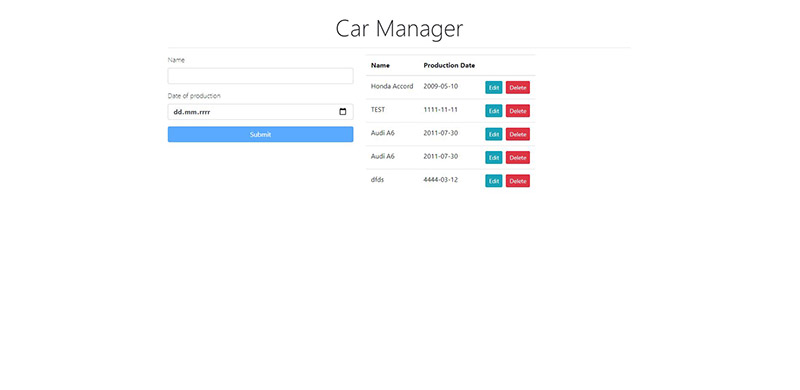 Car Manager
Name
Date of production
dd.mm.rrrr
Submit
Name Production Date
Honda Accord 2009-05-10 Edit Delete
TEST 1111-11-11 Edit Delete
Audi A6 2011-07-30 Edit Delete
Audi A6 2011-07-30 Edit Delete
dfds 4444-03-12 Edit Delete